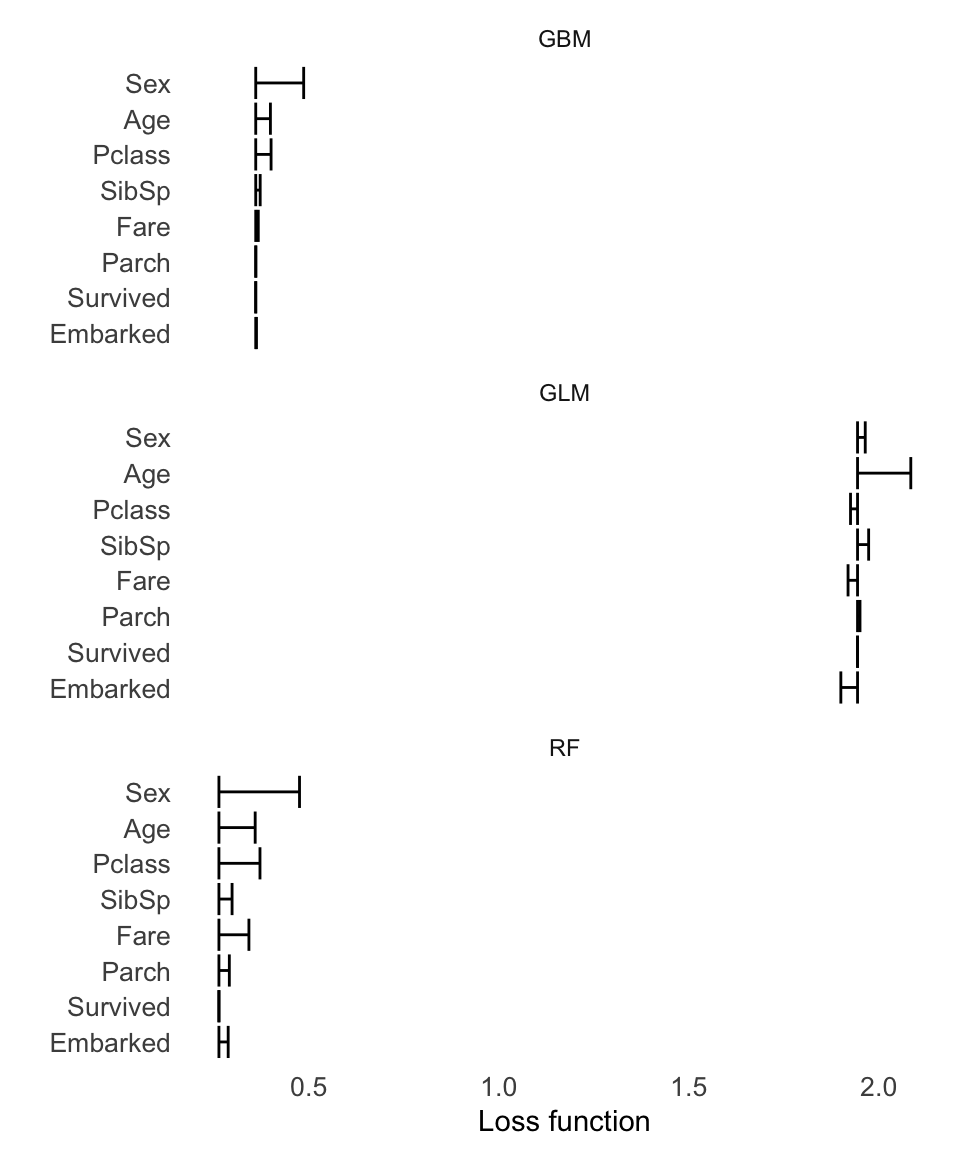 GBM
Sex
Age
Pclass
SibSp
Fare
Parch
Survived
Embarked
GLM
Sex
Age
Pclass
SibSp
Fare
Parch
Survived
Embarked
RF
Sex
Age
Pclass
SibSp
Fare
Parch
Survived
Embarked
0.5 1.0 1.5 2.0
Loss function